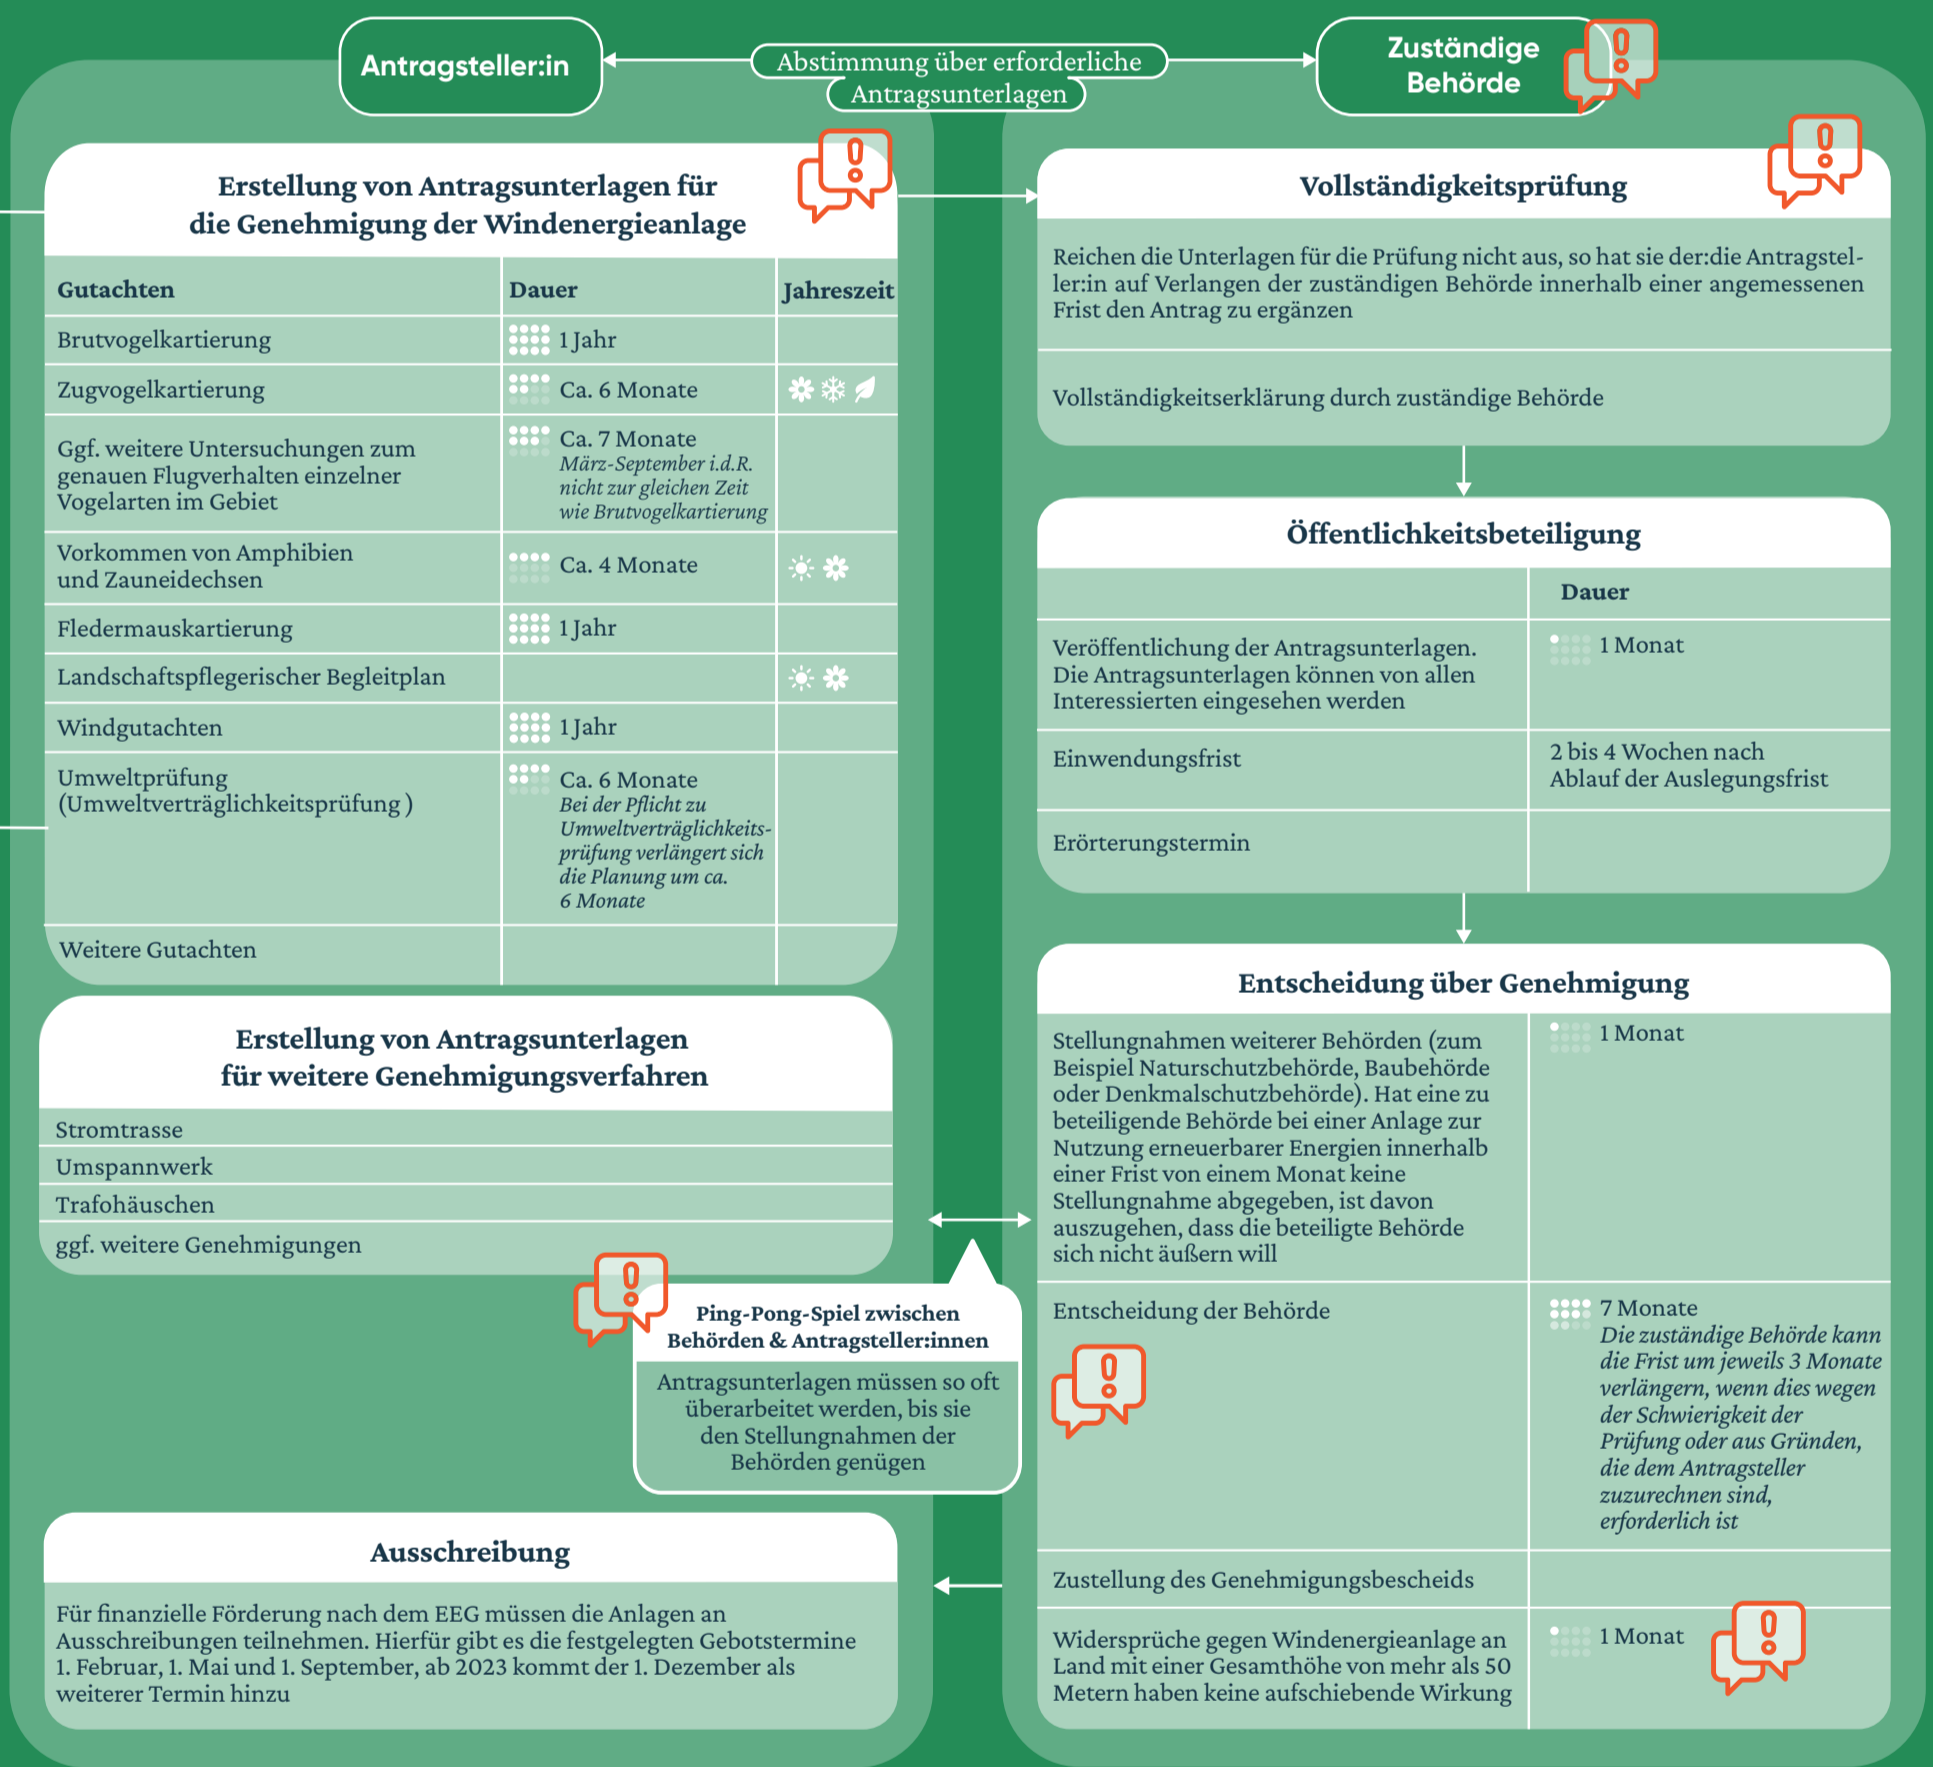 Antragsteller:in
Abstimmung über erforderliche
Antragsunterlagen
Zuständige
Behörde
Erstellung von Antragsunterlagen für
die Genehmigung der Windenergieanlage
Gutachten Dauer Jahreszeit
Brutvogelkartierung 1 Jahr
Zugvogelkartierung Ca. 6 Monate
Ggf. weitere Untersuchungen zum
genauen Flugverhalten einzelner
Vogelarten im Gebiet
Ca. 7 Monate
März-September i.d.R.
nicht zur gleichen Zeit
wie Brutvogelkartierung
Vorkommen von Amphibien
und Zauneidechsen
Ca. 4 Monate
Fledermauskartierung 1 Jahr
Landschaftspflegerischer Begleitplan
Windgutachten 1 Jahr
Umweltprüfung
(Umweltverträglichkeitsprüfung )
Ca. 6 Monate
Bei der Pflicht zu
Umweltverträglichkeits-
prüfung verlängert sich
die Planung um ca.
6 Monate
Weitere Gutachten
Erstellung von Antragsunterlagen
für weitere Genehmigungsverfahren
Stromtrasse
Umspannwerk
Trafohäuschen
ggf. weitere Genehmigungen
Ping-Pong-Spiel zwischen
Behörden & Antragsteller:innen
Antragsunterlagen müssen so oft
überarbeitet werden, bis sie
den Stellungnahmen der
Behörden genügen
Ausschreibung
Für finanzielle Förderung nach dem EEG müssen die Anlagen an
Ausschreibungen teilnehmen. Hierfür gibt es die festgelegten Gebotstermine
1. Februar, 1. Mai und 1. September, ab 2023 kommt der 1. Dezember als
weiterer Termin hinzu
Vollständigkeitsprüfung
Reichen die Unterlagen für die Prüfung nicht aus, so hat sie der:die Antragstel-
ler:in auf Verlangen der zuständigen Behörde innerhalb einer angemessenen
Frist den Antrag zu ergänzen
Vollständigkeitserklärung durch zuständige Behörde
Öffentlichkeitsbeteiligung
Dauer
Veröffentlichung der Antragsunterlagen.
Die Antragsunterlagen können von allen
Interessierten eingesehen werden
1 Monat
Einwendungsfrist
2 bis 4 Wochen nach
Ablauf der Auslegungsfrist
Erörterungstermin
Entscheidung über Genehmigung
Stellungnahmen weiterer Behörden (zum
Beispiel Naturschutzbehörde, Baubehörde
oder Denkmalschutzbehörde). Hat eine zu
beteiligende Behörde bei einer Anlage zur
Nutzung erneuerbarer Energien innerhalb
einer Frist von einem Monat keine
Stellungnahme abgegeben, ist davon
auszugehen, dass die beteiligte Behörde
sich nicht äußern will
1 Monat
Entscheidung der Behörde
7 Monate
Die zuständige Behörde kann
die Frist um jeweils 3 Monate
verlängern, wenn dies wegen
der Schwierigkeit der
Prüfung oder aus Gründen,
die dem Antragsteller
zuzurechnen sind,
erforderlich ist
Zustellung des Genehmigungsbescheids
Widersprüche gegen Windenergieanlage an
Land mit einer Gesamthöhe von mehr als 50
Metern haben keine aufschiebende Wirkung
1 Monat